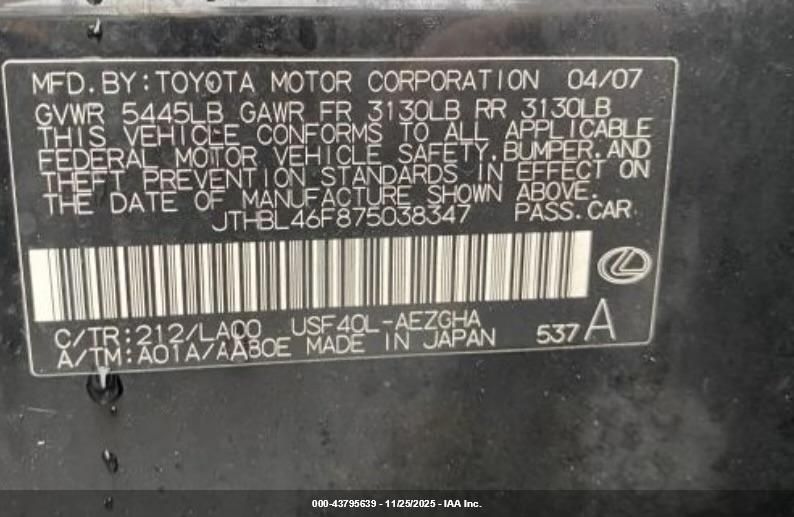 MFD.BY:TOYOTA MOTOR CORPORATION 04/07
GVWR 5445LB GAWR FR 3130LB RR 3130LB
THIS VEHICLE CONFORMS TO ALL APPLICABLE
FEDERAL MOTOR VEHICLE SAFETY,BUMPER,AND
THEFT PREVENTION STANDARDS IN EFFECT ON
THE DATE OF MANUFACTURE SHOWN ABOVE.
JTHBL46F875038347 PASS.CAR
C/TR:212/LA00 USF40L-AEZGHA
A/TM:A01A/AA80E MADE IN JAPAN 537 A
000-43795639 - 11/25/2025 - IAA Inc.